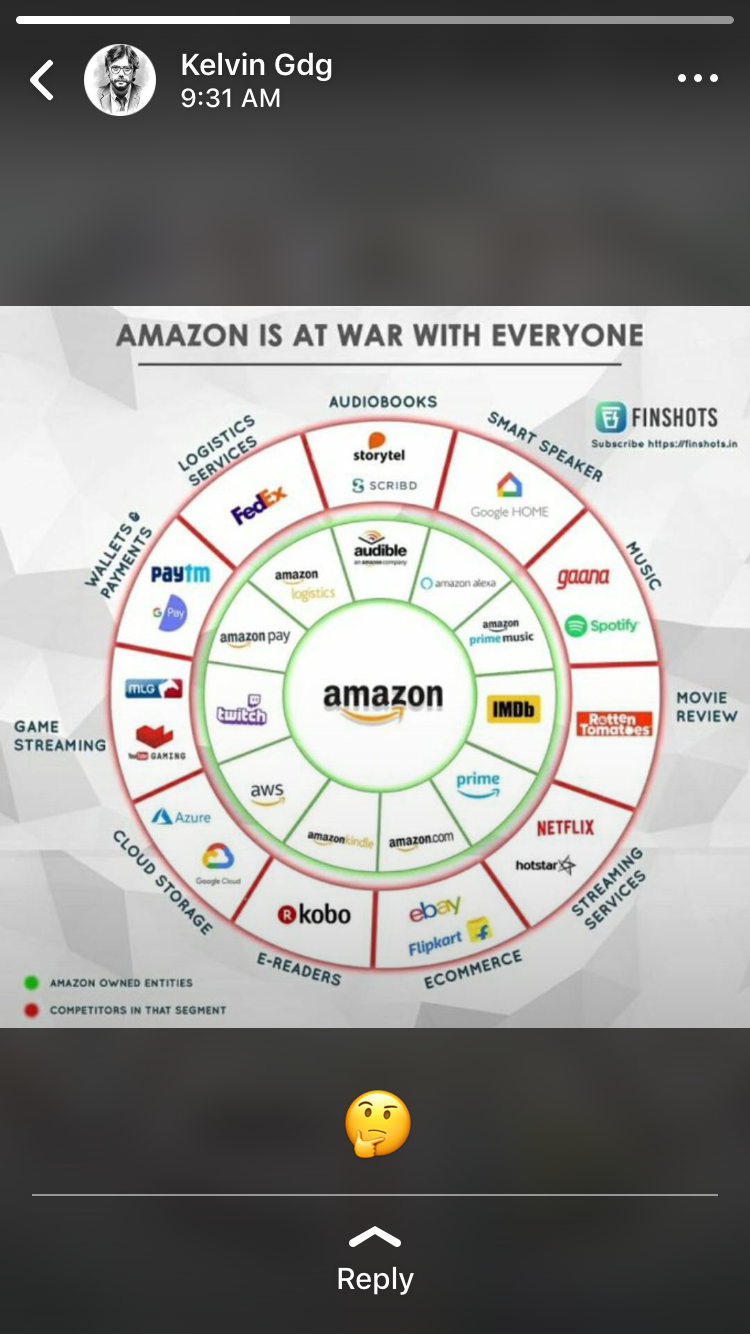 Kelvin Gdg
9:31 AM
AMAZON IS AT WAR WITH EVERYONE
FINSHOTS
Subscribe https://finshots.in
AUDIOBOOKS
storytel
SCRIBD
SMART SPEAKER
Google HOME
MUSIC
gaana
Spotify
MOVIE
REVIEW
Rotten
Tomatoes
STREAMING
SERVICES
NETFLIX
hotstar
ECOMMERCE
ebay
Flipkart
E-READERS
kobo
CLOUD STORAGE
Azure
Google Cloud
GAME
STREAMING
MLG
YouTube GAMING
WALLETS &
PAYMENTS
paytm
G Pay
LOGISTICS
SERVICES
FedEx
audible
an amazon company
amazon alexa
amazon
prime music
IMDb
prime
amazon.com
amazonkindle
aws
twitch
amazon pay
amazon
logistics
amazon
AMAZON OWNED ENTITIES
COMPETITORS IN THAT SEGMENT
Reply